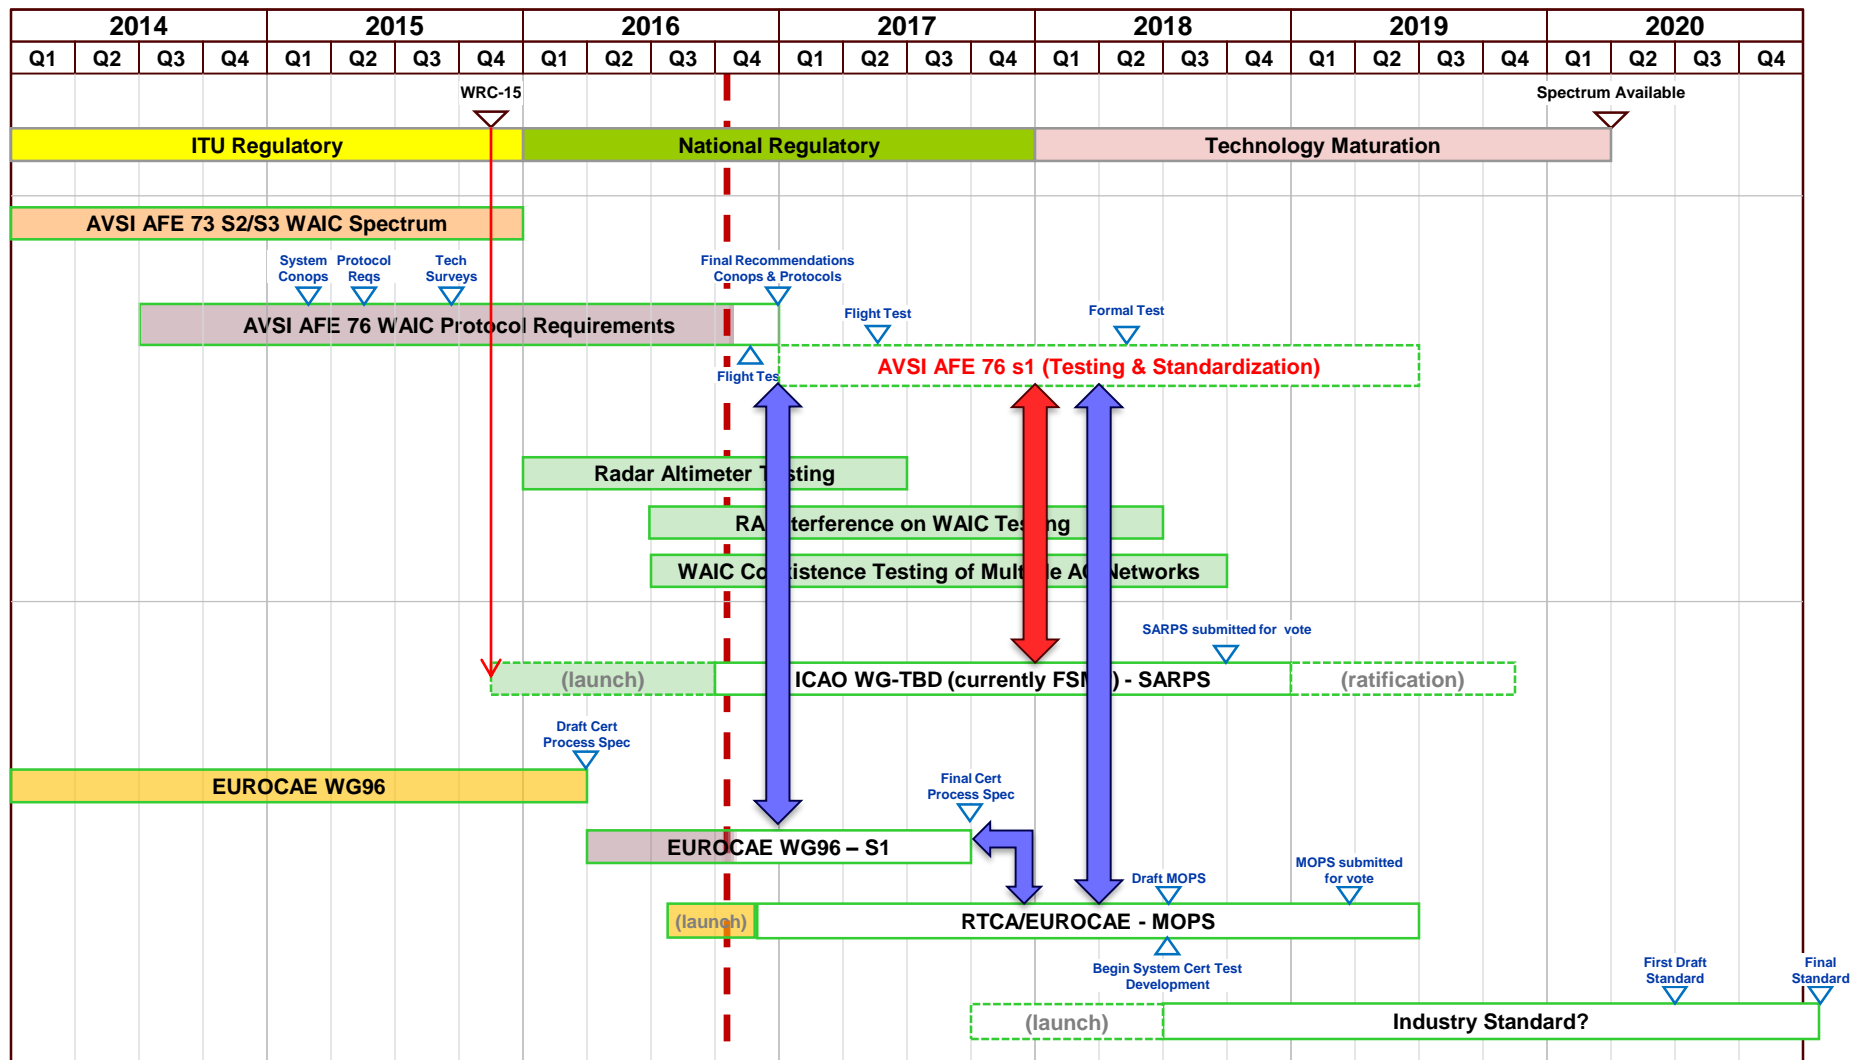 2014 2015 2016 2017 2018 2019 2020
Q1 Q2 Q3 Q4 Q1 Q2 Q3 Q4 Q1 Q2 Q3 Q4 Q1 Q2 Q3 Q4 Q1 Q2 Q3 Q4 Q1 Q2 Q3 Q4 Q1 Q2 Q3 Q4
WRC-15
Spectrum Available
ITU Regulatory
National Regulatory
Technology Maturation
AVSI AFE 73 S2/S3 WAIC Spectrum
System
Conops
Protocol
Reqs
Tech
Surveys
Final Recommendations
Conops & Protocols
AVSI AFE 76 WAIC Protocol Requirements
Flight Test
Formal Test
Flight Tes
AVSI AFE 76 s1 (Testing & Standardization)
Radar Altimeter T sting
RA terference on WAIC Tes ng
WAIC Co xistence Testing of Mult le A Networks
SARPS submitted for vote
(launch)
ICAO WG-TBD (currently FSM ) - SARPS
(ratification)
Draft Cert
Process Spec
EUROCAE WG96
Final Cert
Process Spec
EUROCAE WG96 – S1
Draft MOPS
MOPS submitted
for vote
(launch)
RTCA/EUROCAE - MOPS
Begin System Cert Test
Development
First Draft
Standard
Final
Standard
(launch)
Industry Standard?